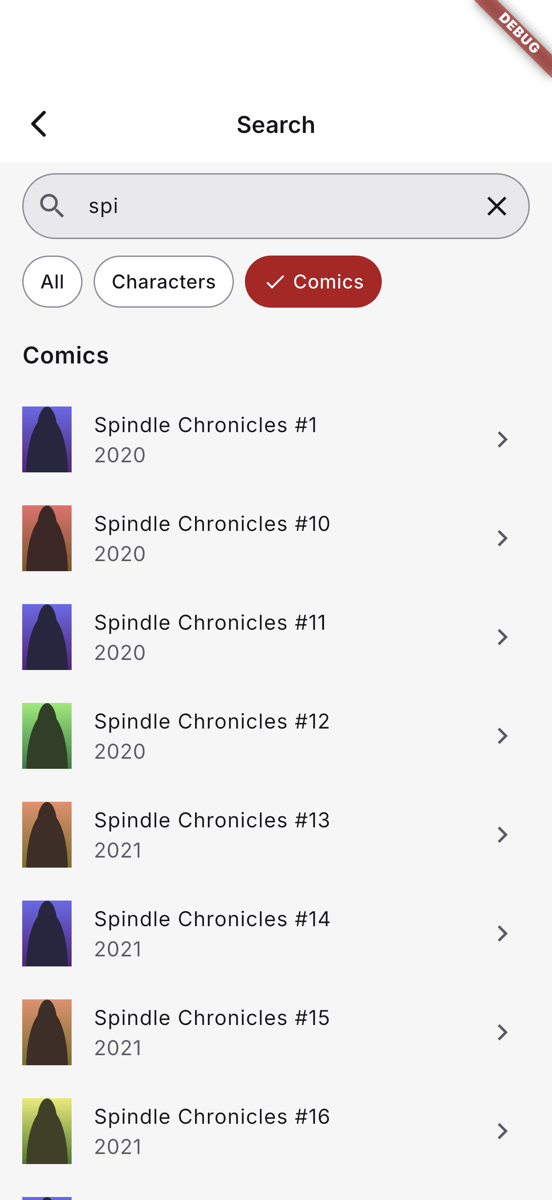 DEBUG
Search
spi
All
Characters
Comics
Comics
Spindle Chronicles #1
2020
Spindle Chronicles #10
2020
Spindle Chronicles #11
2020
Spindle Chronicles #12
2020
Spindle Chronicles #13
2021
Spindle Chronicles #14
2021
Spindle Chronicles #15
2021
Spindle Chronicles #16
2021